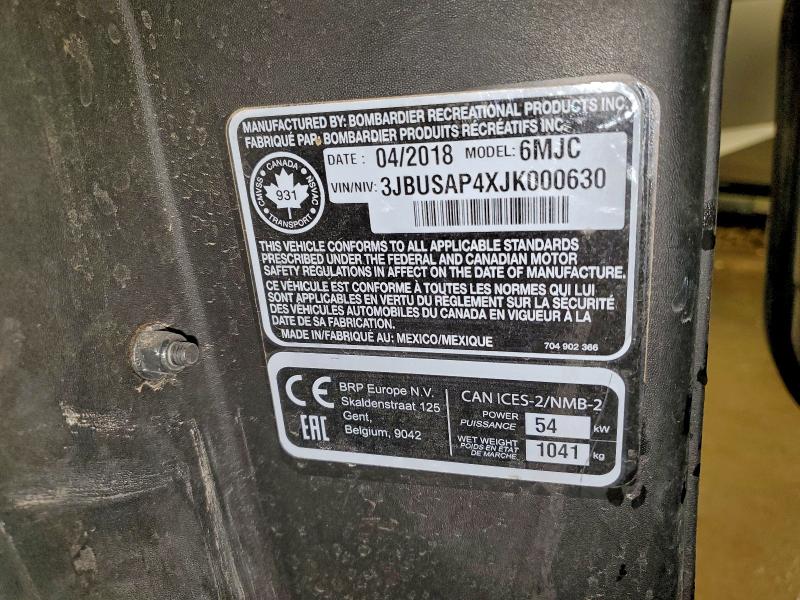 MANUFACTURED BY: BOMBARDIER RECREATIONAL PRODUCTS INC.
FABRIQUÉ PAR: BOMBARDIER PRODUITS RÉCRÉATIFS INC.
DATE : 04/2018 MODEL: 6MJC
VIN/NIV: 3JBUSAP4XJK000630
CANADA
CMVSS 931 NSVAC
TRANSPORT
THIS VEHICLE CONFORMS TO ALL APPLICABLE STANDARDS
PRESCRIBED UNDER THE FEDERAL AND CANADIAN MOTOR
SAFETY REGULATIONS IN AFFECT ON THE DATE OF MANUFACTURE.
CE VÉHICULE EST CONFORME À TOUTES LES NORMES QUI LUI
SONT APPLICABLES EN VERTU DU RÈGLEMENT SUR LA SÉCURITÉ
DES VÉHICULES AUTOMOBILES DU CANADA EN VIGUEUR À LA
DATE DE SA FABRICATION.
MADE IN/FABRIQUÉ AU: MEXICO/MEXIQUE
704 902 366
CE
EAC
BRP Europe N.V.
Skaldenstraat 125
Gent,
Belgium, 9042
CAN ICES-2/NMB-2
POWER
PUISSANCE 54 kW
WET WEIGHT
POIDS EN ÉTAT
DE MARCHE 1041 kg